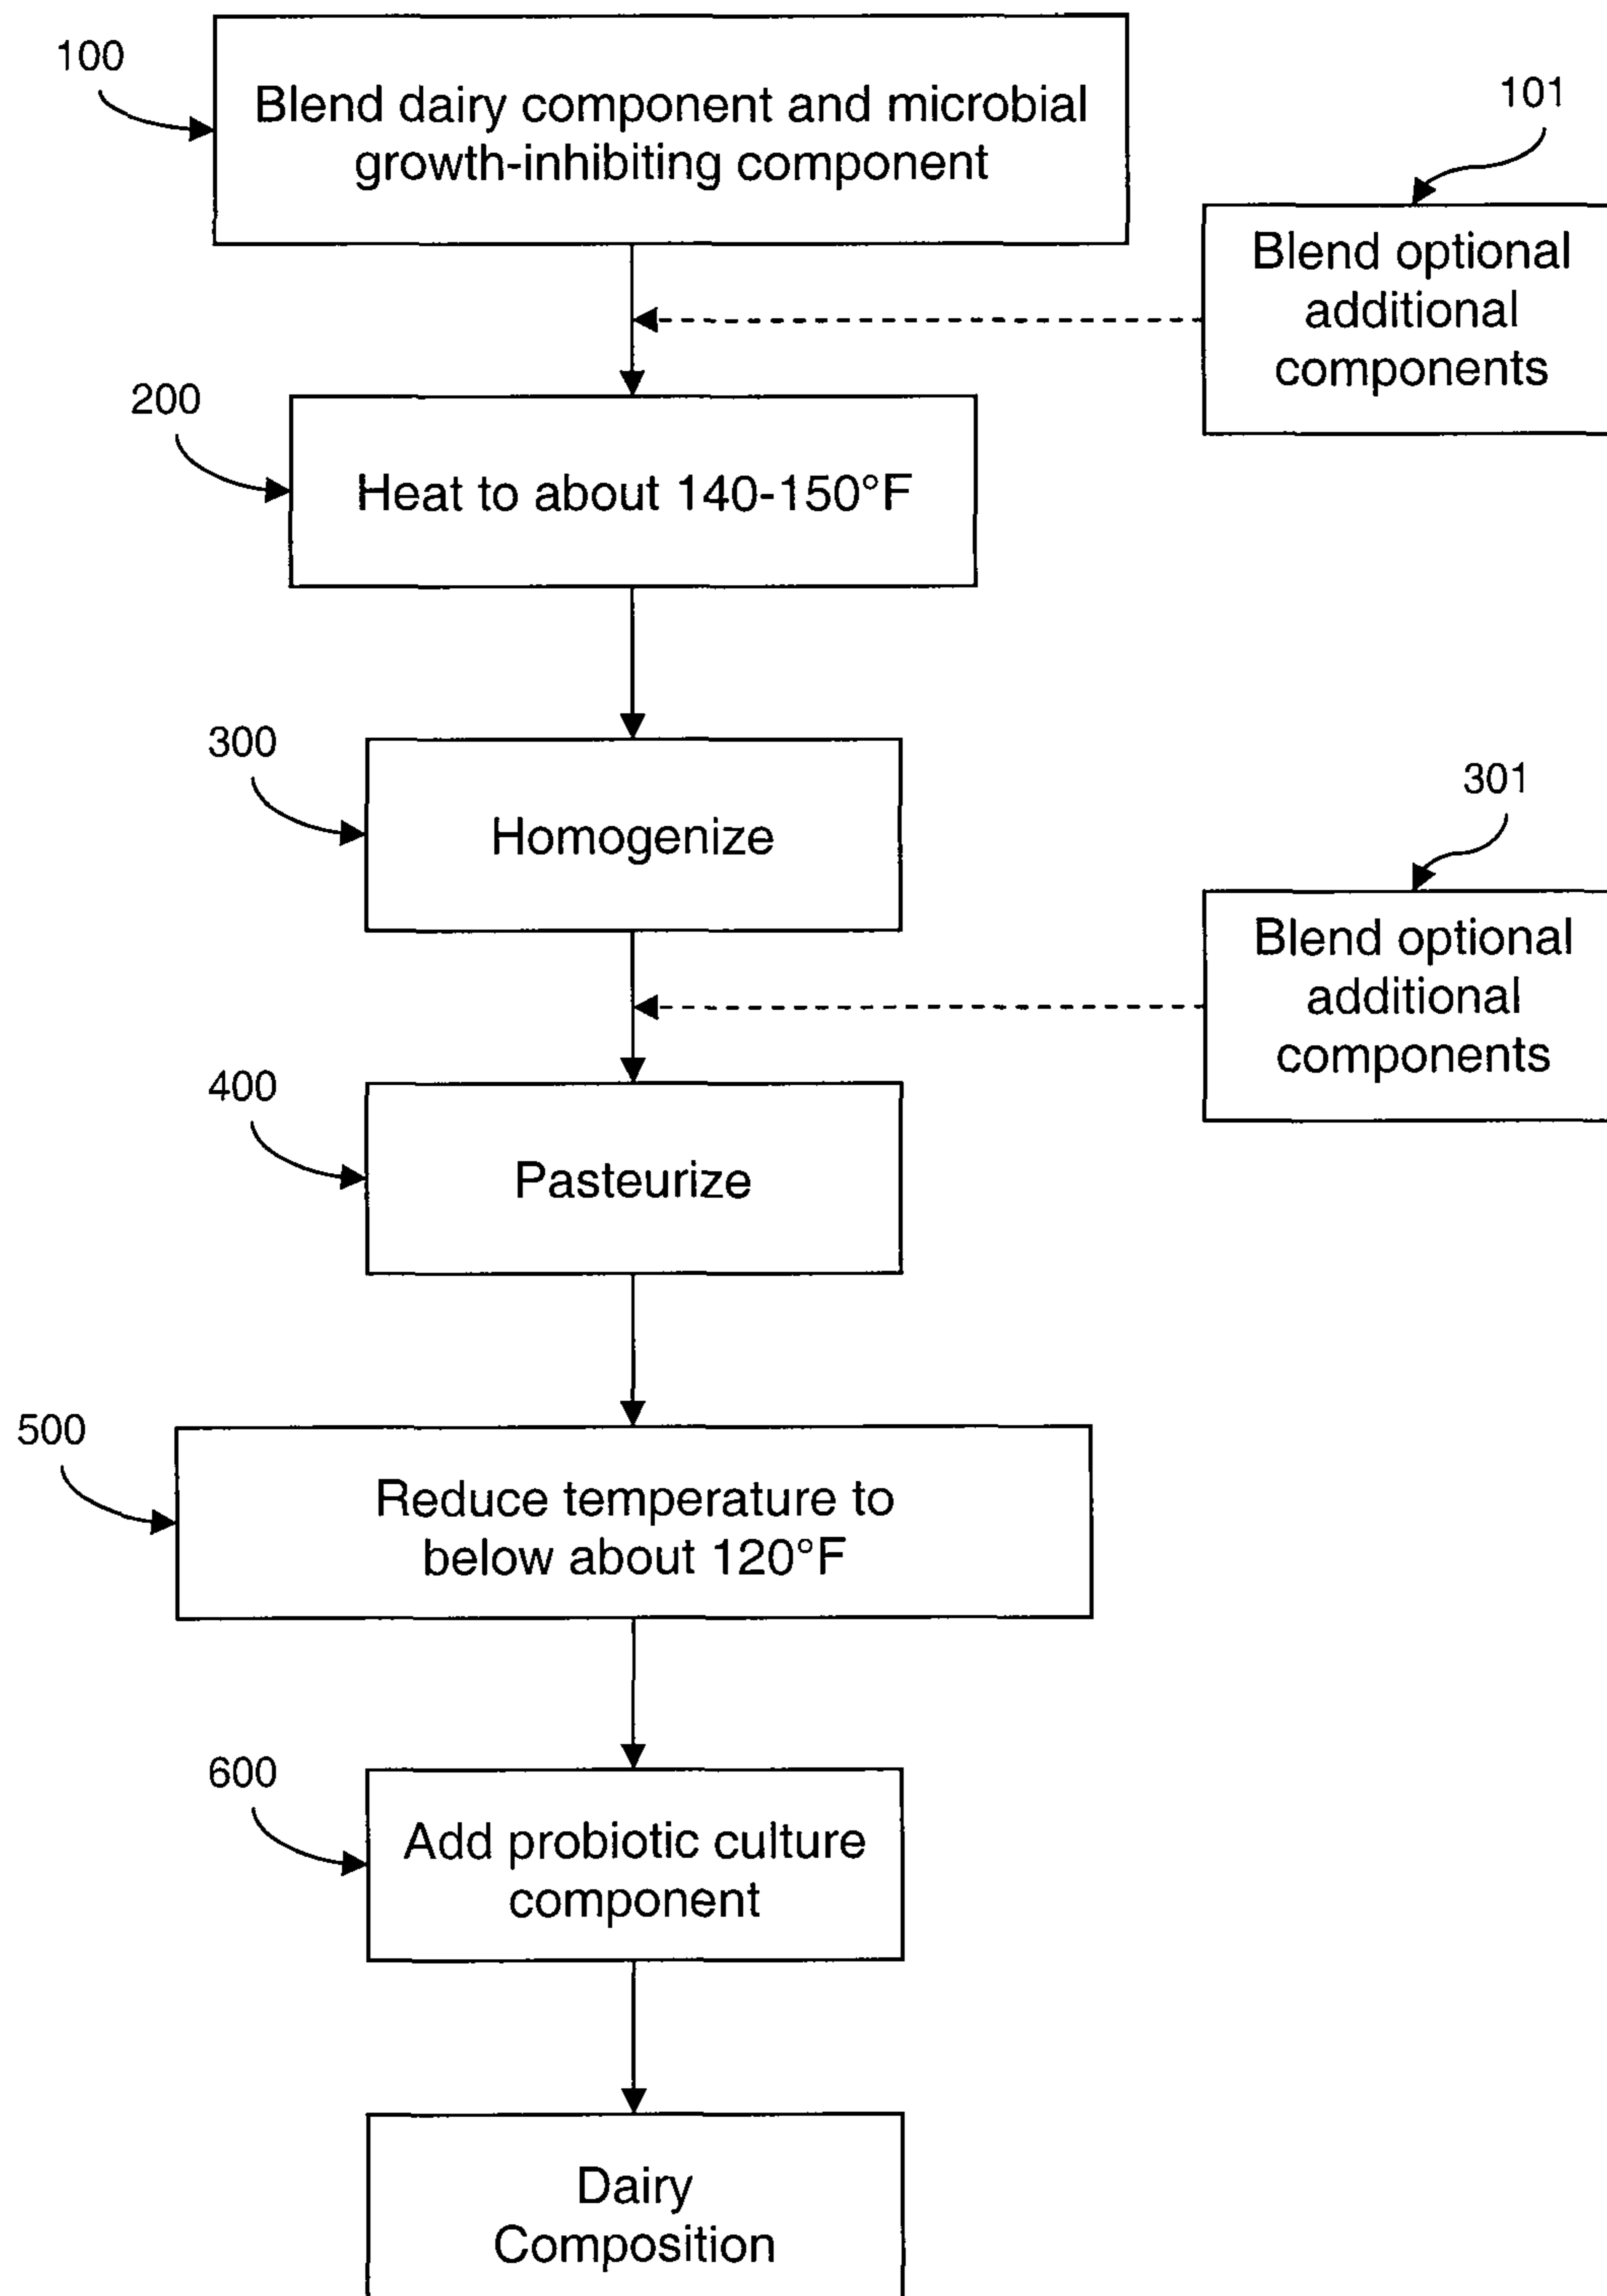 100
Blend dairy component and microbial
growth-inhibiting component
101
Blend optional
additional
components
200
Heat to about 140-150°F
300
Homogenize
301
Blend optional
additional
components
400
Pasteurize
500
Reduce temperature to
below about 120°F
600
Add probiotic culture
component
Dairy
Composition